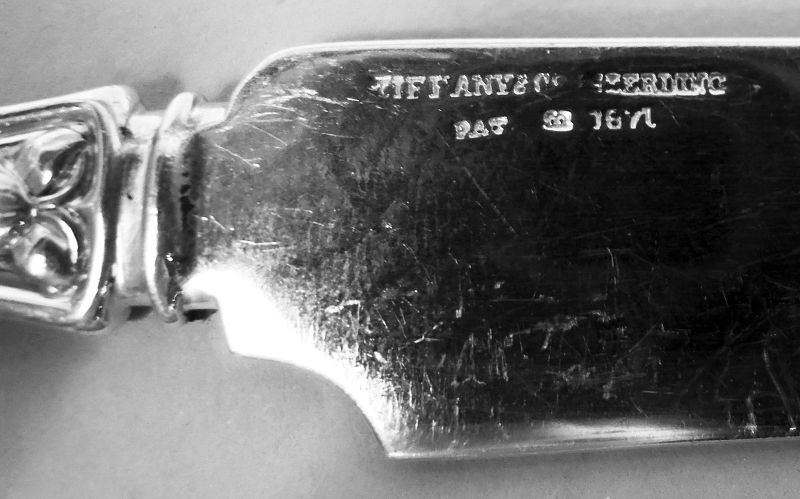 TIFFANY & Co STERLING
PAT 1871